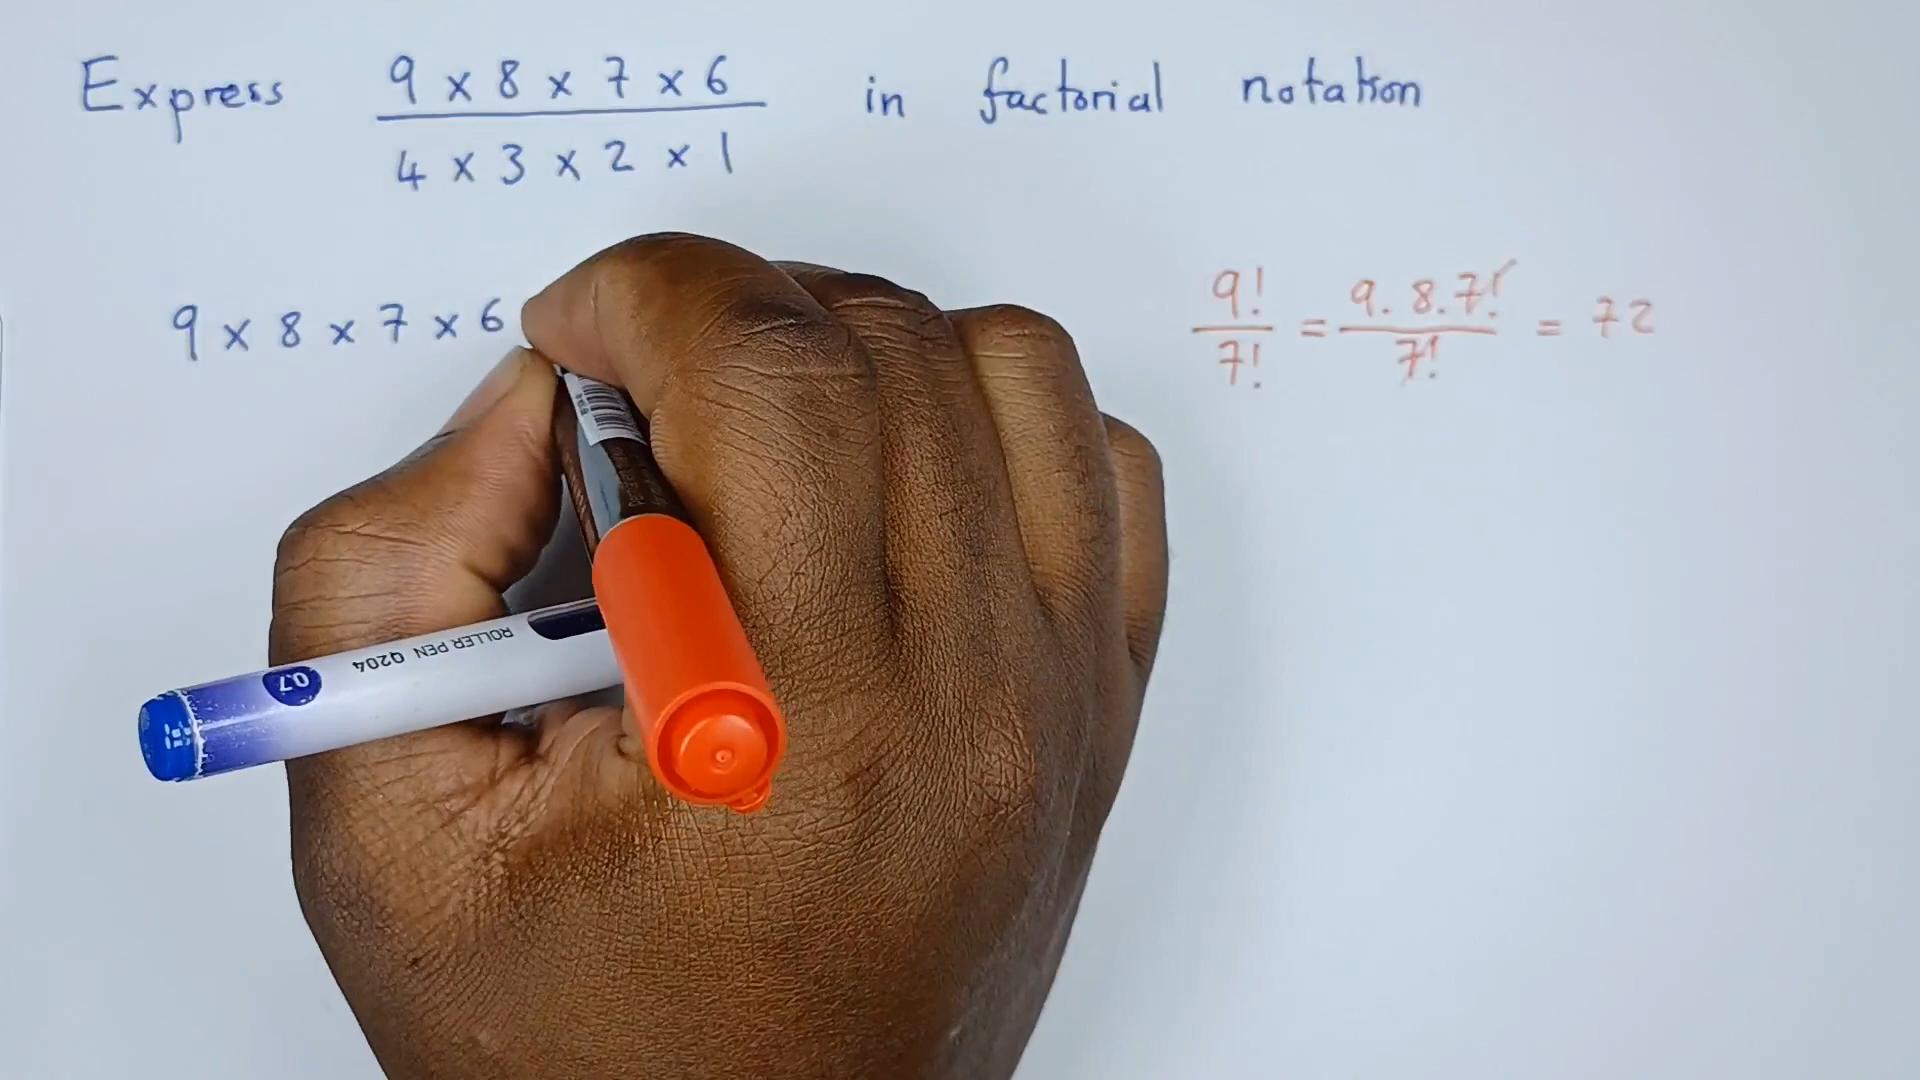 Express 9 x 8 x 7 x 6 in factorial notation
4 x 3 x 2 x 1
9 x 8 x 7 x 6
9! = 9. 8. 7! = 72
7! 7!
ROLLER PEN Q204
0.7